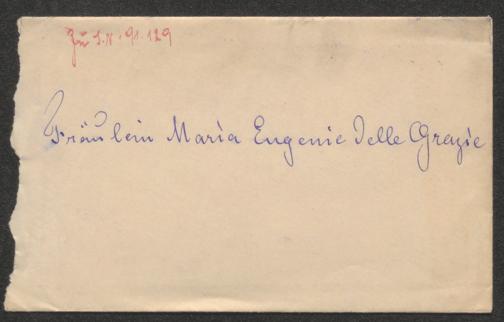 Zu I.N. 91.129
Fräulein Maria Eugenie delle Grazie